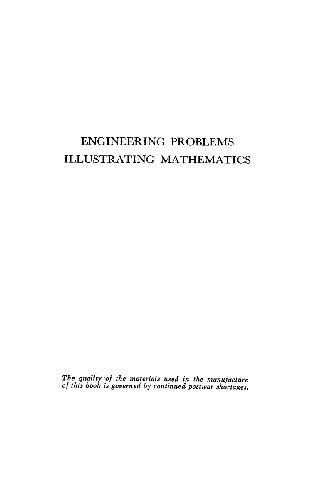 ENGINEERING PROBLEMS
ILLUSTRATING MATHEMATICS
The quality of the materials used in the manufacture
of this book is governed by continued postwar shortages.